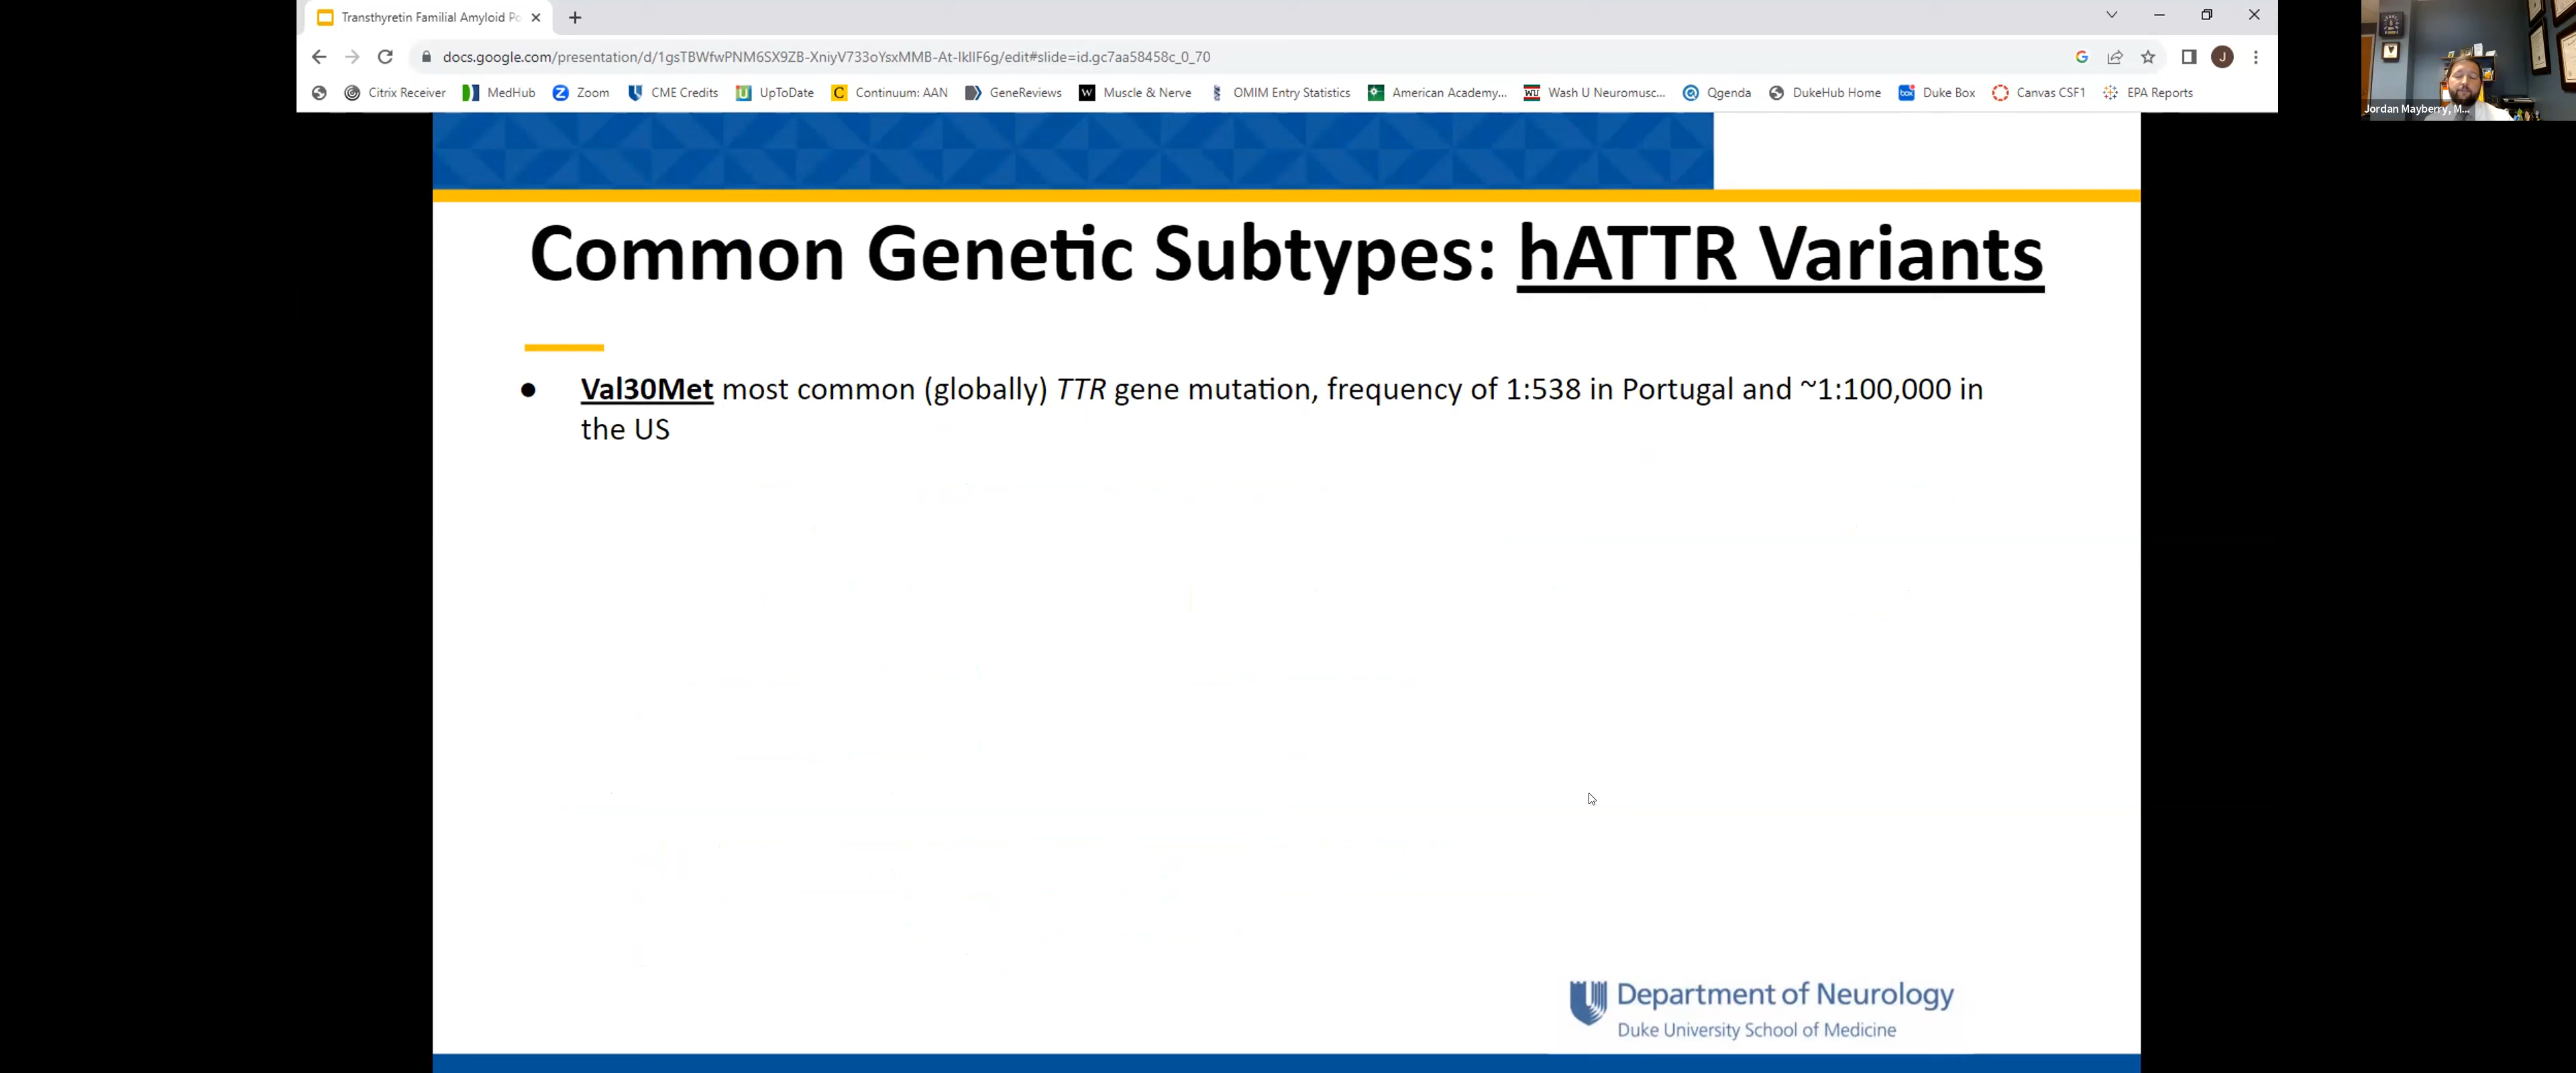 Transthyretin Familial Amyloid Po
docs.google.com/presentation/d/1gsTBWfwPNM6SX9ZB-XniyV733oYsxMMB-At-IkllF6g/edit#slide=id.gc7aa58458c_0_70
J
Citrix Receiver MedHub Zoom CME Credits UpToDate Continuum: AAN GeneReviews Muscle & Nerve OMIM Entry Statistics American Academy... Wash U Neuromusc... Qgenda DukeHub Home Duke Box Canvas CSF1 EPA Reports
Jordan Mayberry, M...
Common Genetic Subtypes: hATTR Variants
● Val30Met most common (globally) TTR gene mutation, frequency of 1:538 in Portugal and ~1:100,000 in
the US
Department of Neurology
Duke University School of Medicine